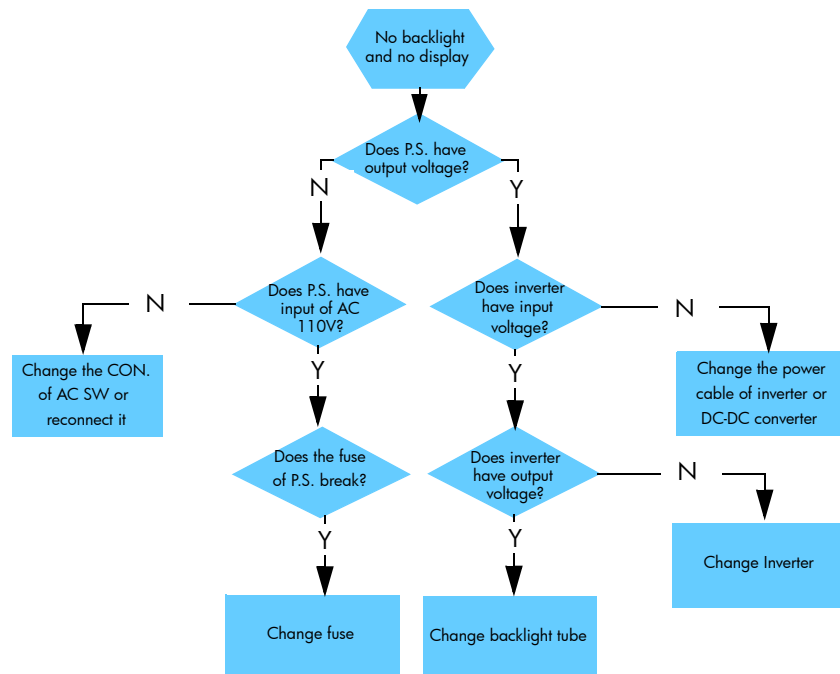 No backlight
and no display
Does P.S. have
output voltage?
N
Y
Does P.S. have
input of AC
110V?
Does inverter
have input
voltage?
N
N
Change the CON.
of AC SW or
reconnect it
Y
Y
Change the power
cable of inverter or
DC-DC converter
Does the fuse
of P.S. break?
Does inverter
have output
voltage?
N
Y
Y
Change Inverter
Change fuse
Change backlight tube